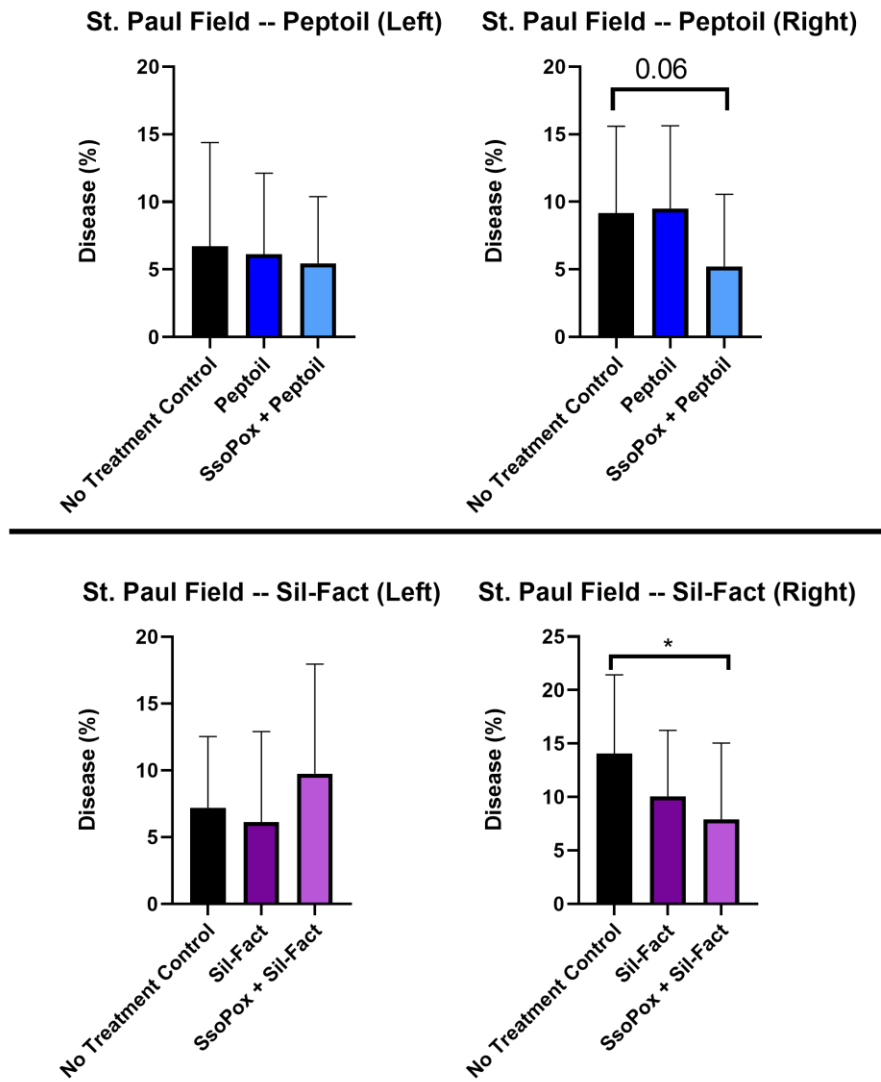 St. Paul Field -- Peptoil (Left)
20
15
10
5
0
Disease (%)
No Treatment Control
Peptoil
SsoPox + Peptoil
St. Paul Field -- Peptoil (Right)
0.06
20
15
10
5
0
Disease (%)
No Treatment Control
Peptoil
SsoPox + Peptoil
St. Paul Field -- Sil-Fact (Left)
20
15
10
5
0
Disease (%)
No Treatment Control
Sil-Fact
SsoPox + Sil-Fact
St. Paul Field -- Sil-Fact (Right)
*
25
20
15
10
5
0
Disease (%)
No Treatment Control
Sil-Fact
SsoPox + Sil-Fact